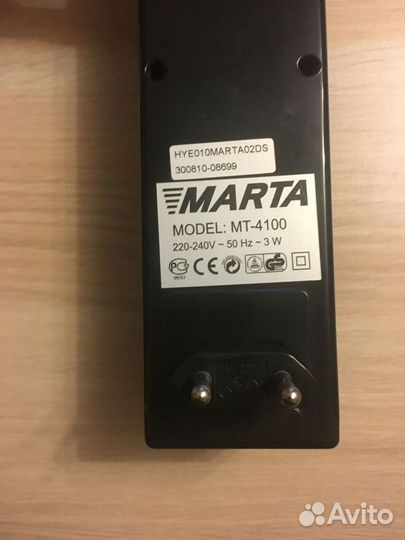 HYE010MARTA02DS
300810-08699
MARTA
MODEL: MT-4100
220-240V ~ 50 Hz ~ 3 W
Avito